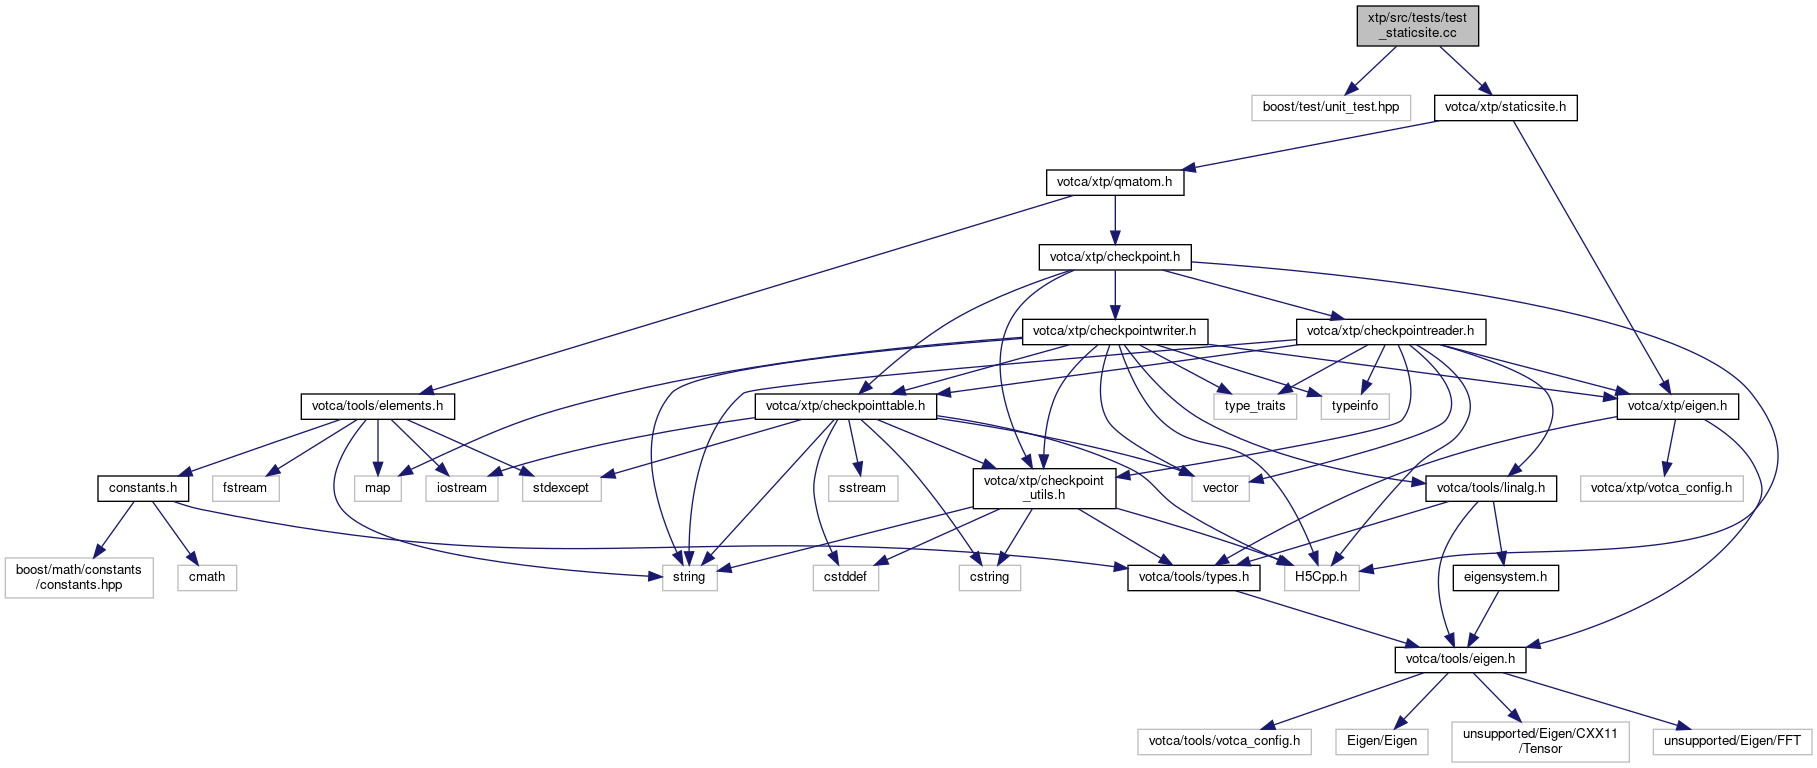 xtp/src/tests/test
_staticsite.cc
boost/test/unit_test.hpp
votca/xtp/staticsite.h
votca/xtp/qmatom.h
votca/xtp/checkpoint.h
votca/xtp/checkpointwriter.h
votca/xtp/checkpointreader.h
votca/tools/elements.h
votca/xtp/checkpointtable.h
type_traits
typeinfo
votca/xtp/eigen.h
constants.h
fstream
map
iostream
stdexcept
sstream
votca/xtp/checkpoint
_utils.h
vector
votca/tools/linalg.h
votca/xtp/votca_config.h
boost/math/constants
/constants.hpp
cmath
string
cstddef
cstring
votca/tools/types.h
H5Cpp.h
eigensystem.h
votca/tools/eigen.h
votca/tools/votca_config.h
Eigen/Eigen
unsupported/Eigen/CXX11
/Tensor
unsupported/Eigen/FFT